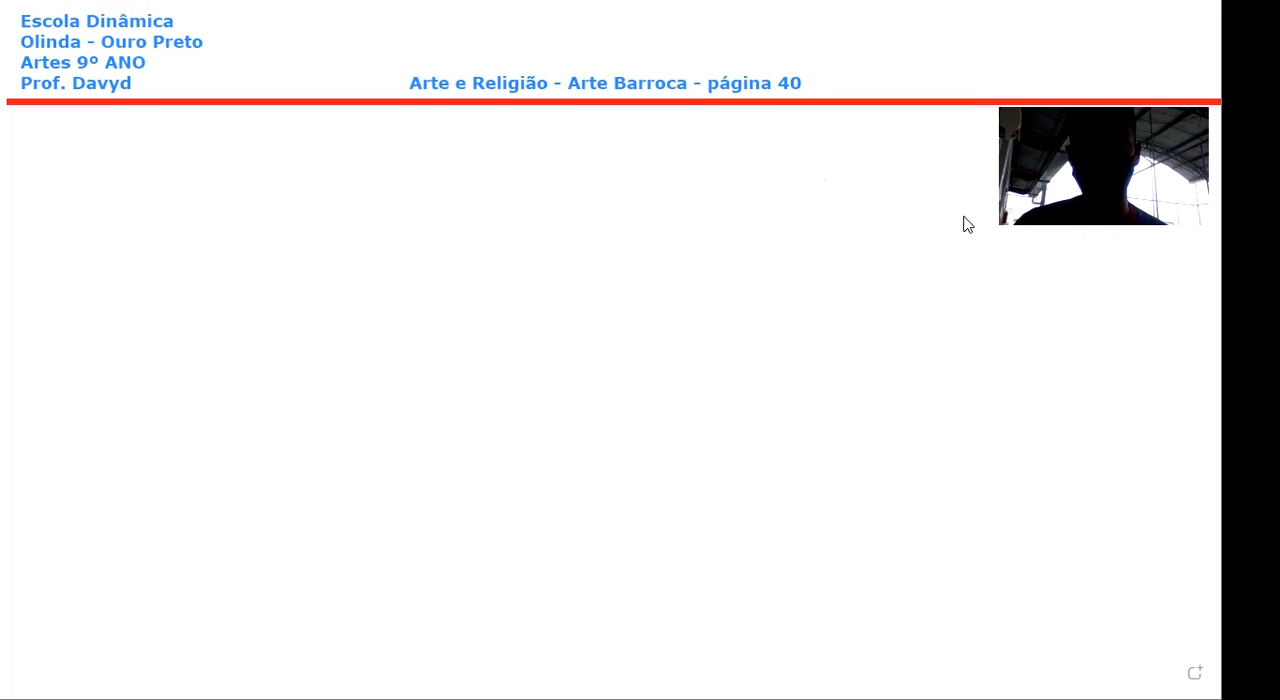 Escola Dinâmica
Olinda - Ouro Preto
Artes 9º ANO
Prof. Davyd
Arte e Religião - Arte Barroca - página 40